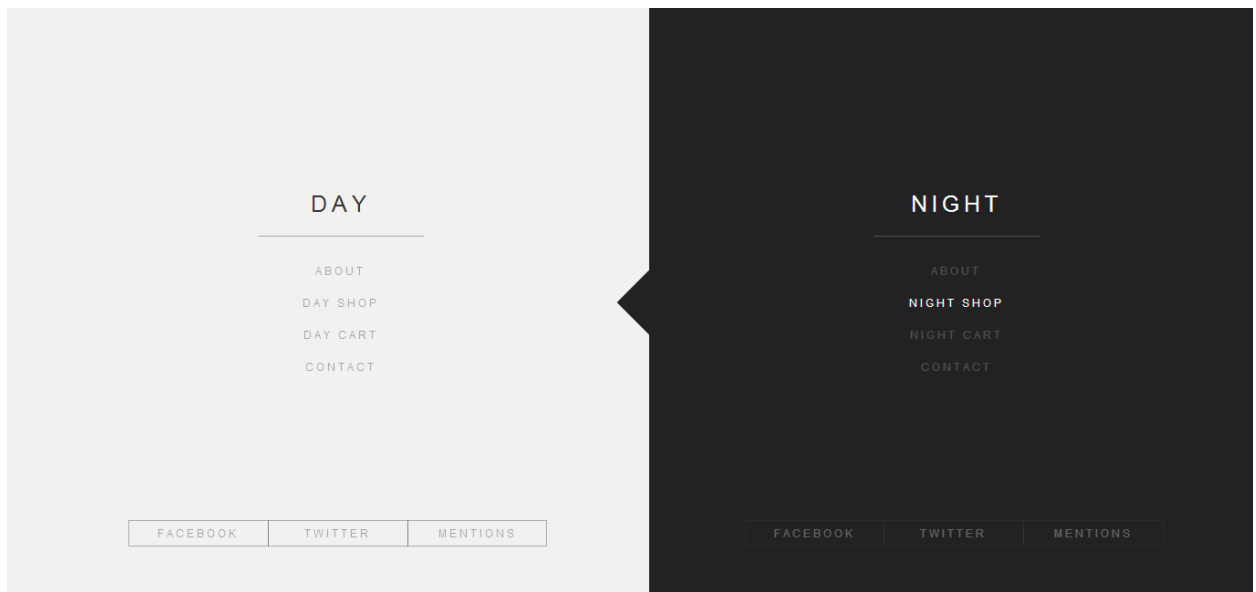 DAY
ABOUT
DAY SHOP
DAY CART
CONTACT
FACEBOOK TWITTER MENTIONS
NIGHT
ABOUT
NIGHT SHOP
NIGHT CART
CONTACT
FACEBOOK TWITTER MENTIONS